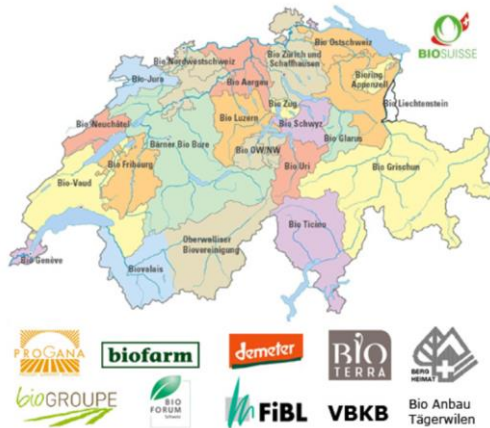 Bio Ostschweiz
Bio Zürich und
Schaffhausen
BIOSUISSE
Bio Nordwestschweiz
Bio-Jura
Bio Aargau
Bioring
Appenzell
Bio Liechtenstein
Bio Zug
Bio-Neuchâtel
Bio Luzern
Bio Schwyz
Bärner Bio Bure
Bio Glarus
Bio OW/NW
Bio Fribourg
Bio Uri
Bio Grischun
Bio-Vaud
Bio Ticino
Oberwalliser
Biovereinigung
Bio Genève
Biovalais
PROGANA
biofarm
demeter
BIO
TERRA
BERG
HEIMAT
bioGROUPE
BIO
FORUM
FiBL
VBKB
Bio Anbau
Tägerwilen